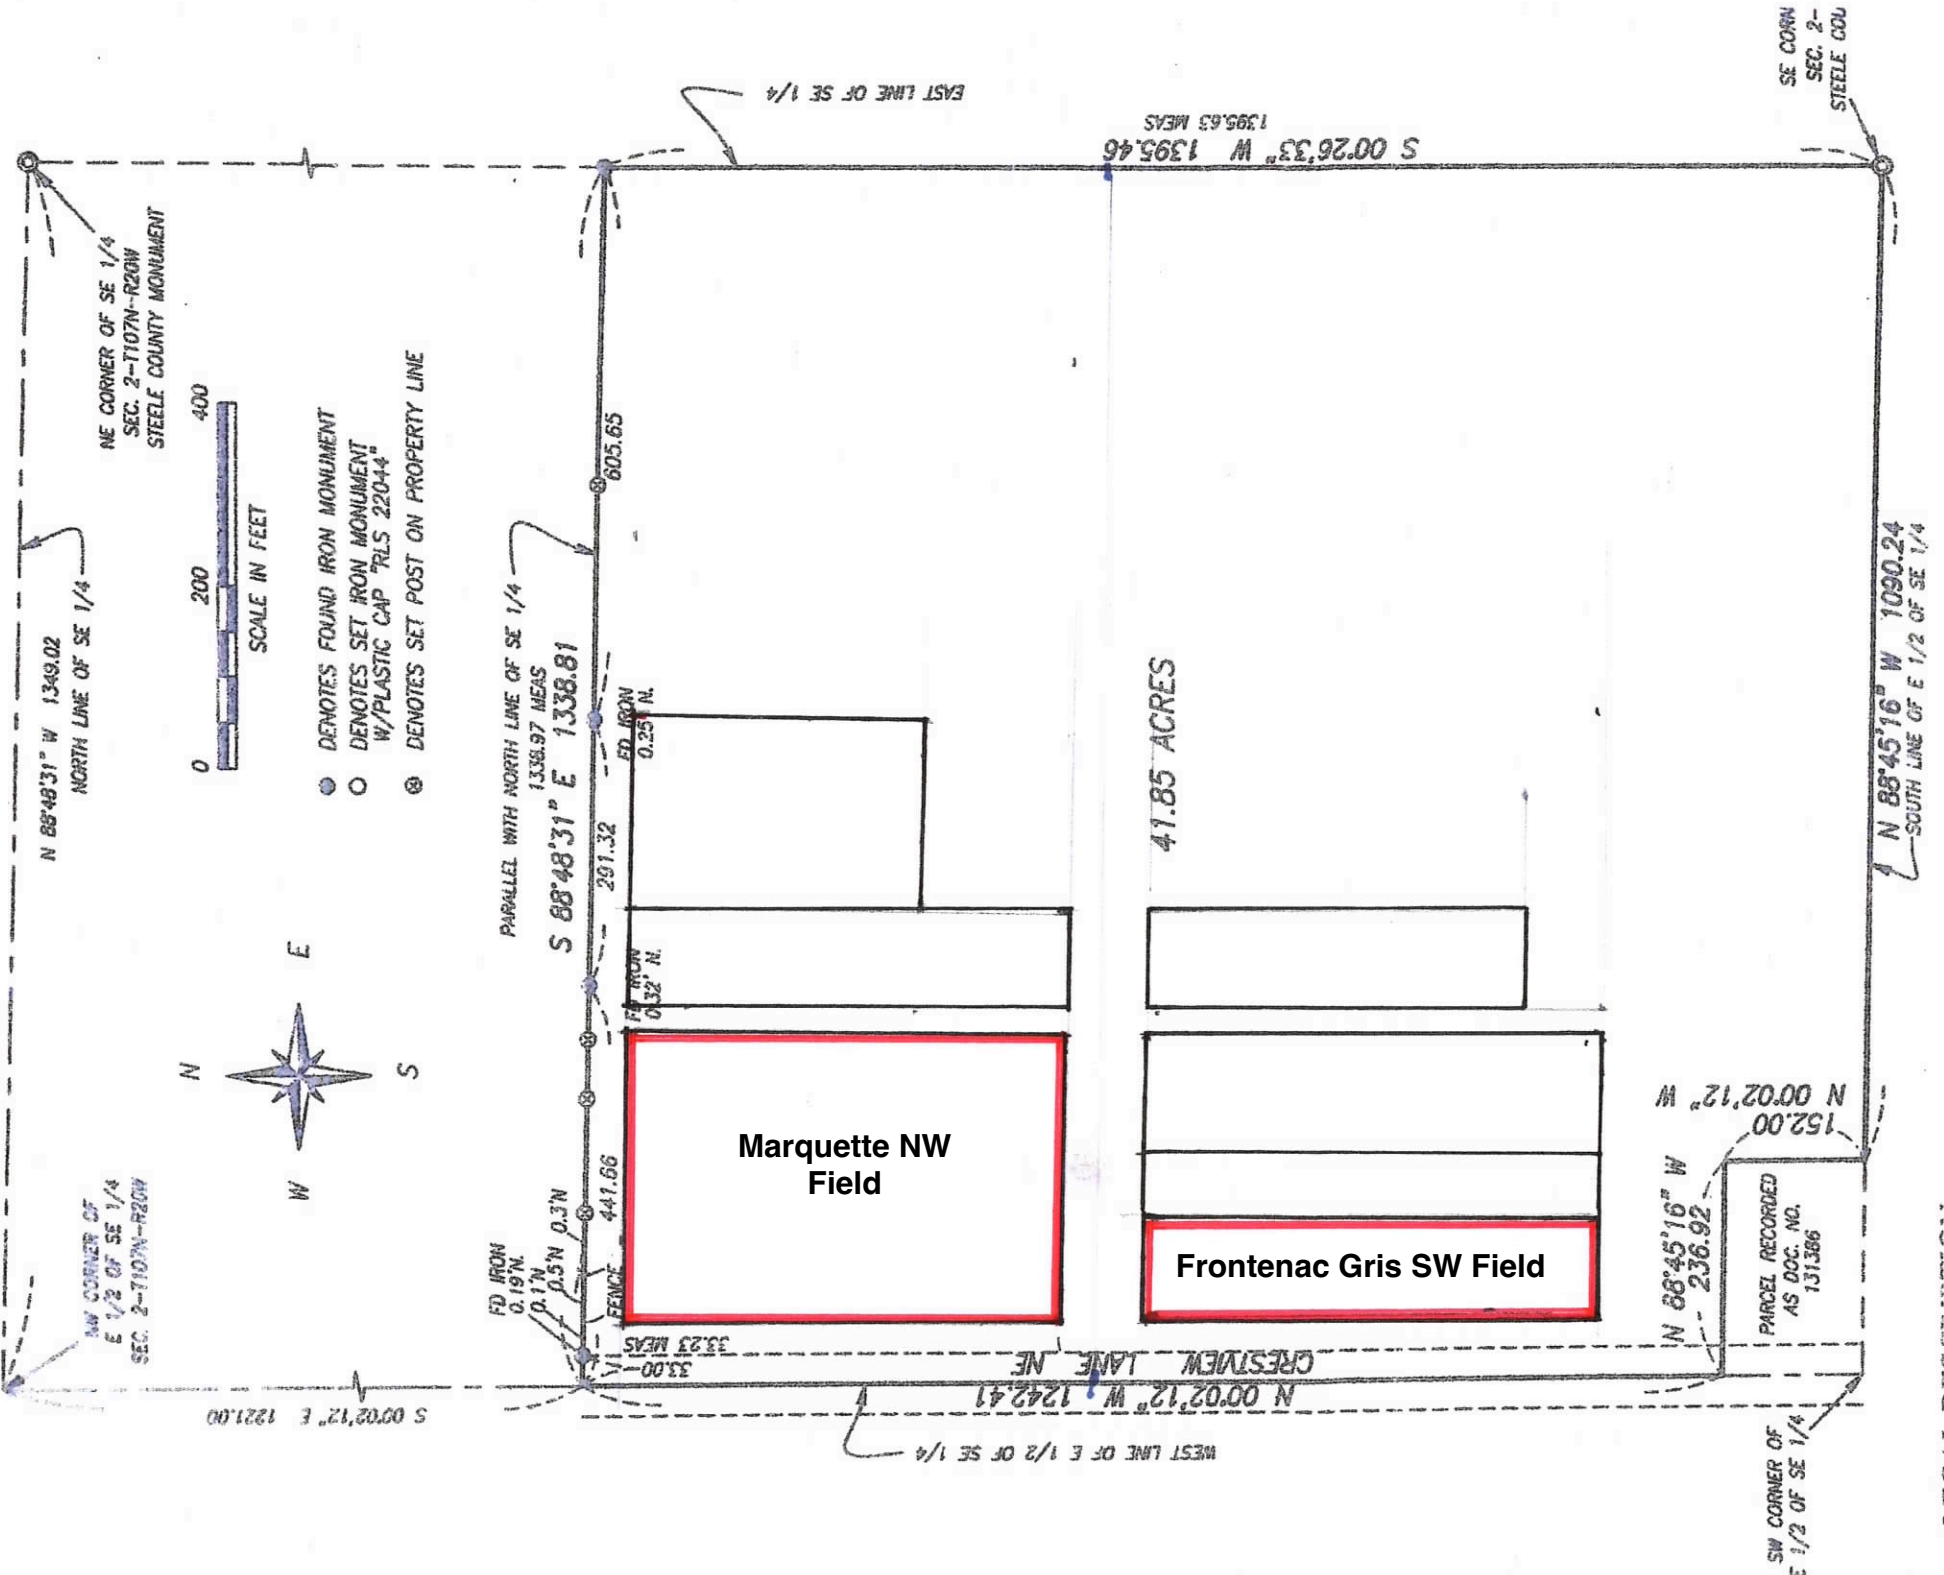 SE CORN
SEC. 2-
STEELE COU
EAST LINE OF SE 1/4
1395.63 MEAS
S 00°26'33" W 1395.46
NE CORNER OF SE 1/4
SEC. 2-T107N-R20W
STEELE COUNTY MONUMENT
N 88°48'31" W 1349.02
NORTH LINE OF SE 1/4
0 200 400
SCALE IN FEET
DENOTES FOUND IRON MONUMENT
DENOTES SET IRON MONUMENT
W/PLASTIC CAP "RLS 22044"
DENOTES SET POST ON PROPERTY LINE
N
E
S
W
PARALLEL WITH NORTH LINE OF SE 1/4
1338.97 MEAS
S 88°48'31" E 1338.81
605.65
291.32
441.66
FD IRON
0.25' N.
FD IRON
0.32' N.
41.85 ACRES
N 88°45'16" W 1090.24
SOUTH LINE OF E 1/2 OF SE 1/4
Marquette NW
Field
Frontenac Gris SW Field
N 00°02'12" W
152.00
N 88°45'16" W
236.92
PARCEL RECORDED
AS DOC. NO.
131386
NW CORNER OF
E 1/2 OF SE 1/4
SEC. 2-T107N-R20W
FD IRON
0.19'N.
0.1'N
0.5'N
0.3'N
FENCE
33.23 MEAS
33.00
CRESTVIEW LANE NE
N 00°02'12" W 1242.41
S 00°02'12" E 1221.00
WEST LINE OF E 1/2 OF SE 1/4
SW CORNER OF
E 1/2 OF SE 1/4